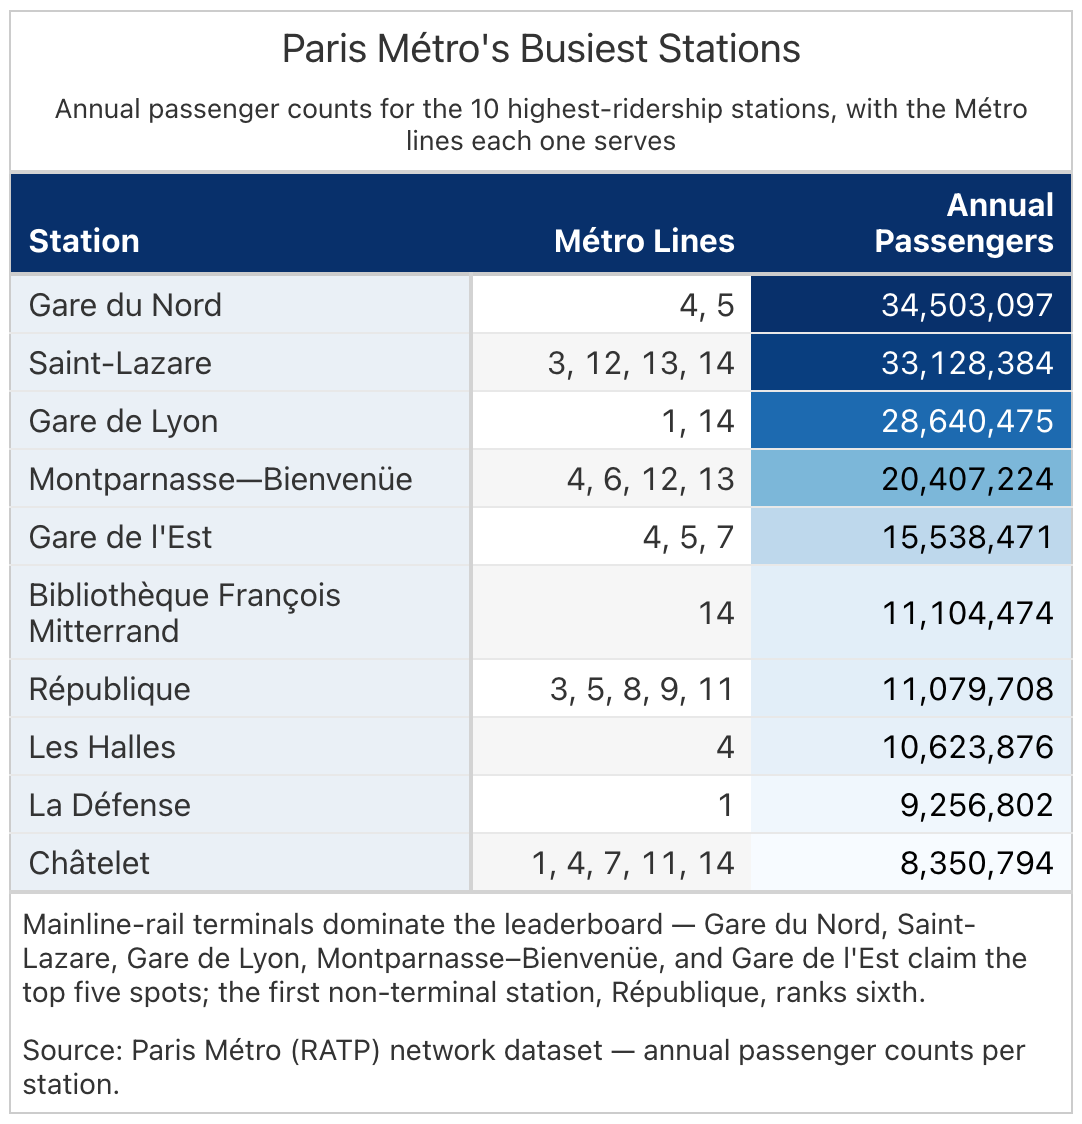 Paris Métro's Busiest Stations
Annual passenger counts for the 10 highest-ridership stations, with the Métro
lines each one serves
Station Métro Lines Annual Passengers
Gare du Nord 4, 5 34,503,097
Saint-Lazare 3, 12, 13, 14 33,128,384
Gare de Lyon 1, 14 28,640,475
Montparnasse—Bienvenüe 4, 6, 12, 13 20,407,224
Gare de l'Est 4, 5, 7 15,538,471
Bibliothèque François Mitterrand 14 11,104,474
République 3, 5, 8, 9, 11 11,079,708
Les Halles 4 10,623,876
La Défense 1 9,256,802
Châtelet 1, 4, 7, 11, 14 8,350,794
Mainline-rail terminals dominate the leaderboard — Gare du Nord, Saint-
Lazare, Gare de Lyon, Montparnasse–Bienvenüe, and Gare de l'Est claim the
top five spots; the first non-terminal station, République, ranks sixth.
Source: Paris Métro (RATP) network dataset — annual passenger counts per
station.